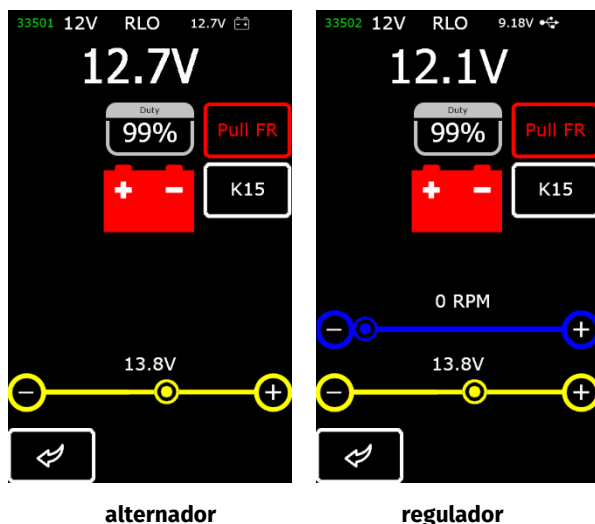 33501 12V RLO 12.7V
12.7V
Duty
99%
Pull FR
+ -
K15
13.8V
- +
alternador
33502 12V RLO 9.18V
12.1V
Duty
99%
Pull FR
+ -
K15
0 RPM
- +
13.8V
- +
regulador